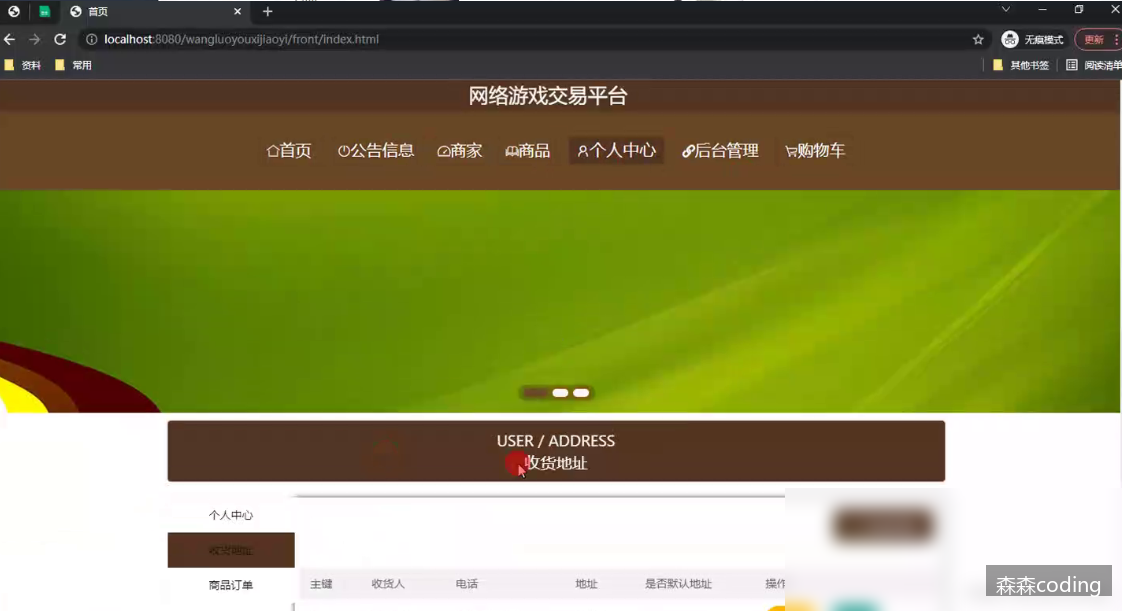 首页
localhost:8080/wangluoyouxijiaoyi/front/index.html
无痕模式
更新
资料
常用
其他书签
阅读清单
网络游戏交易平台
首页 公告信息 商家 商品 个人中心 后台管理 购物车
USER / ADDRESS
收货地址
个人中心
收货地址
商品订单
主键 收货人 电话 地址 是否默认地址 操作
森森coding